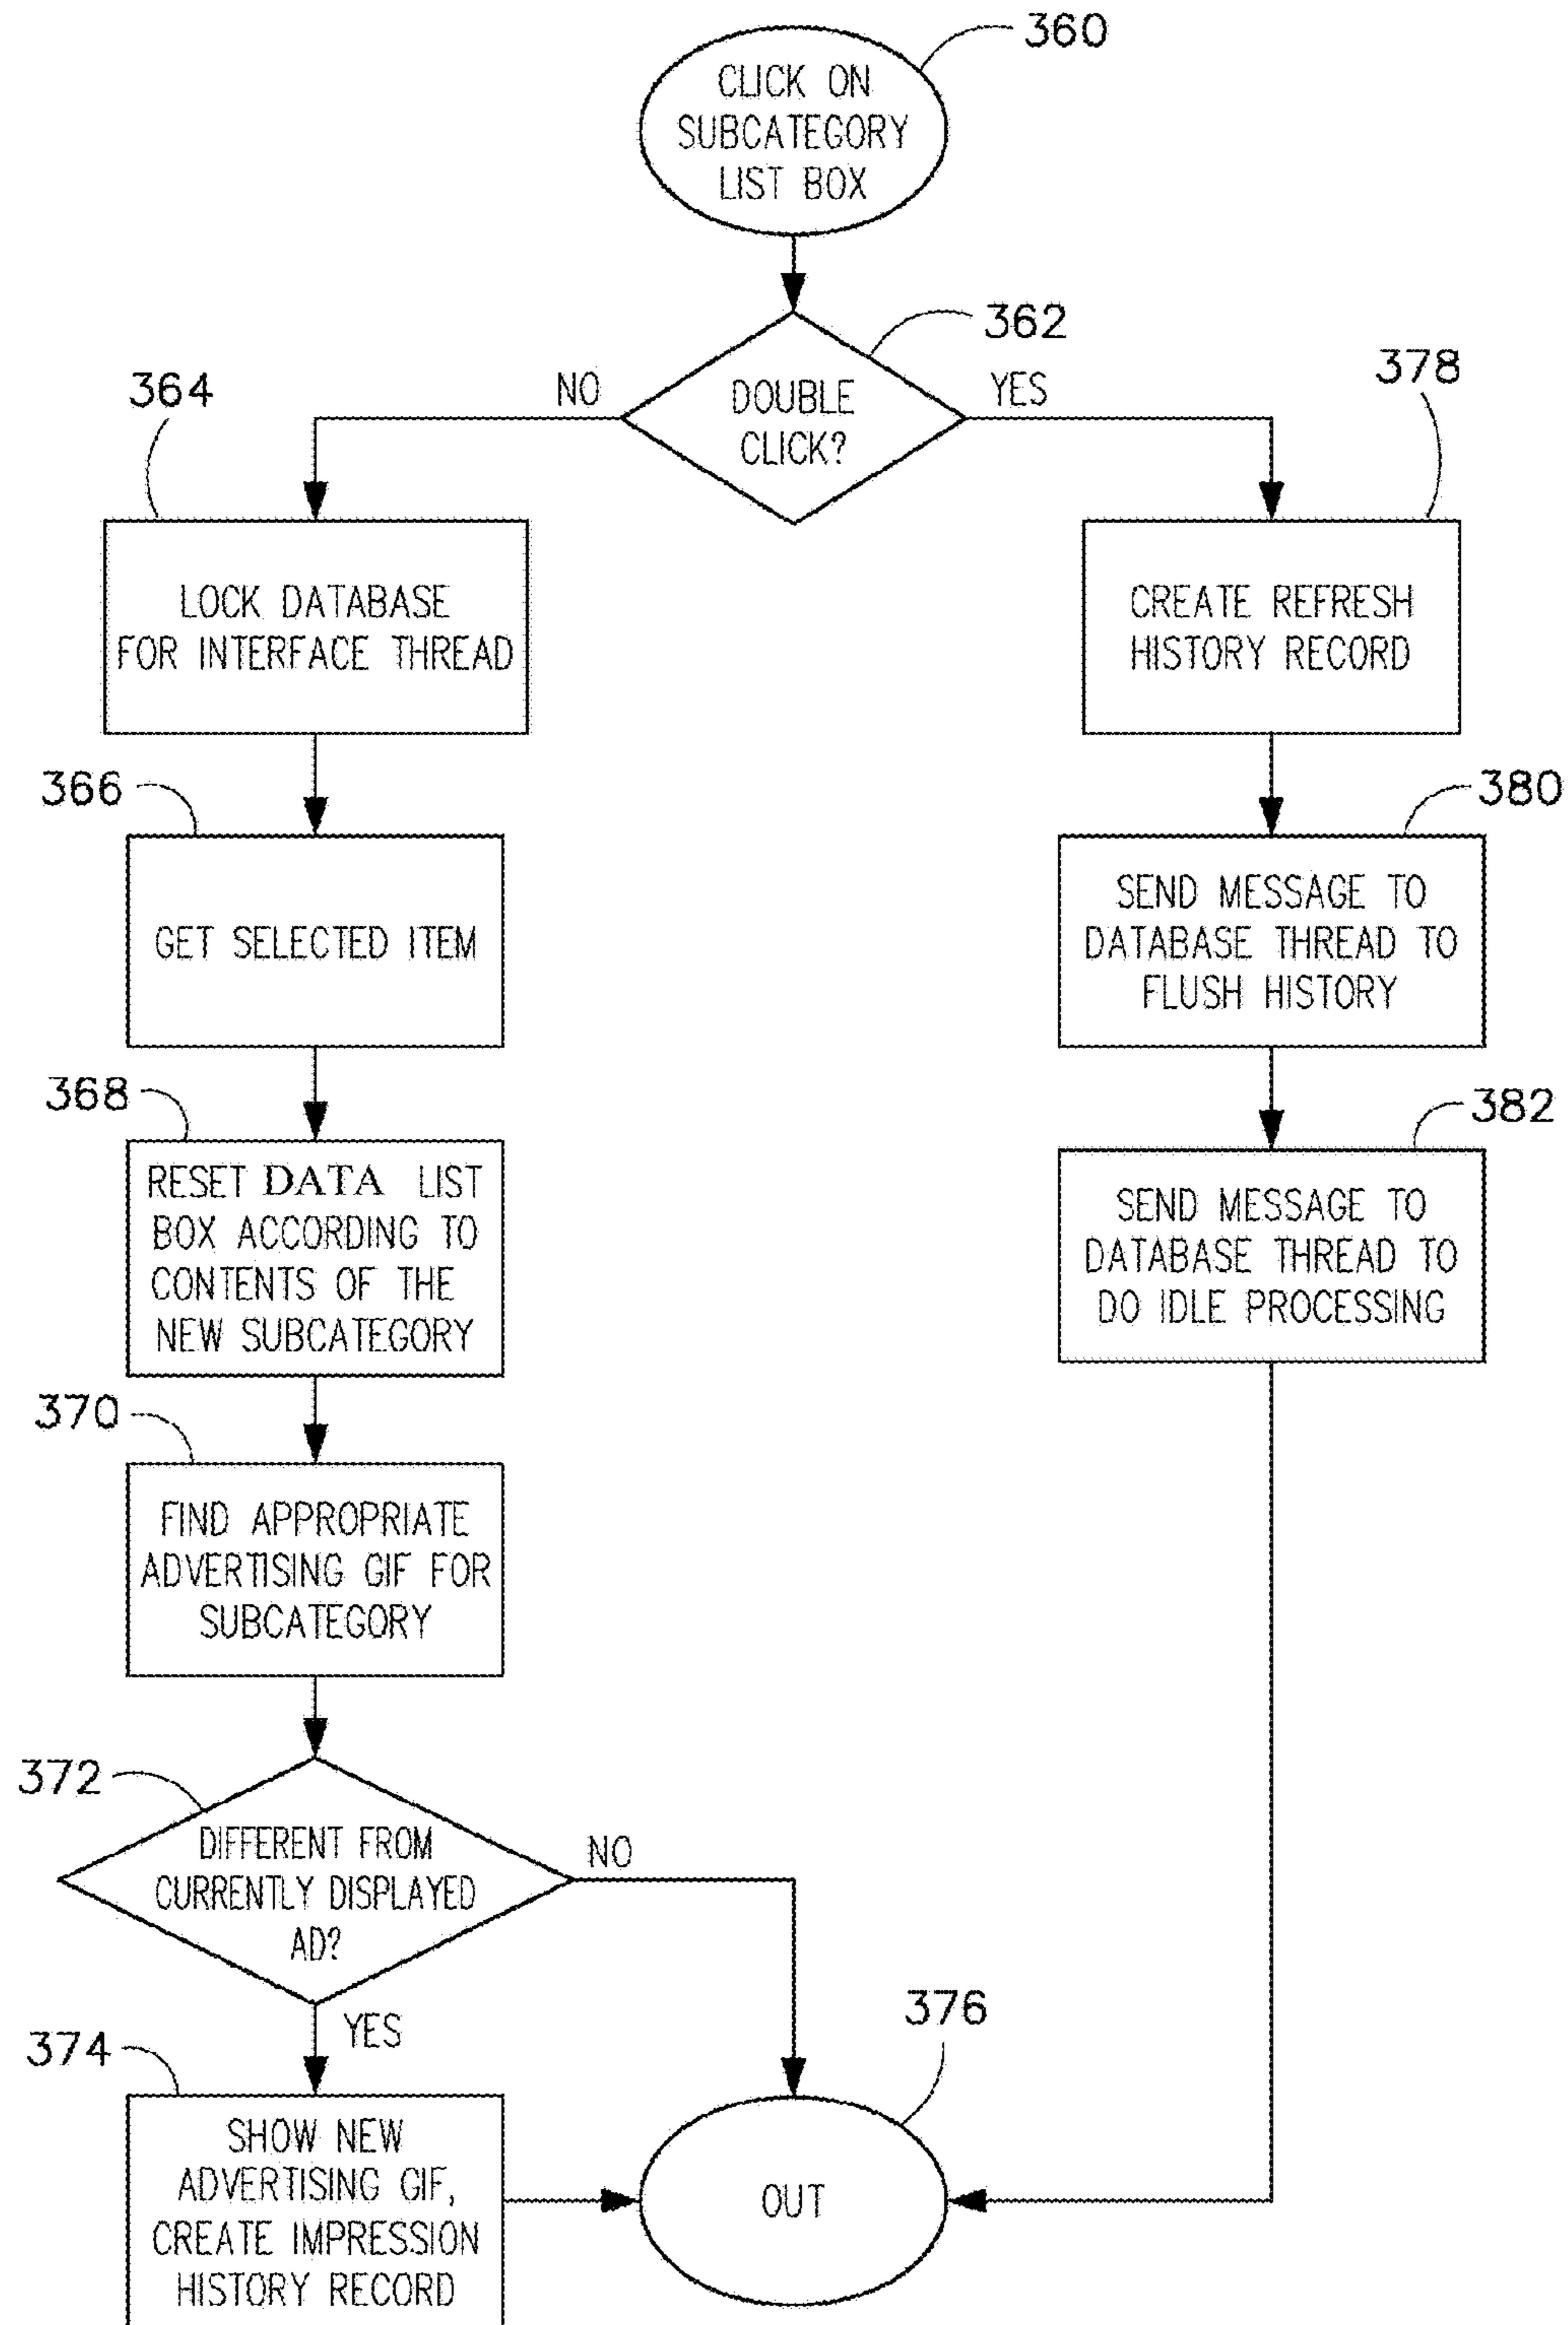 360
CLICK ON
SUBCATEGORY
LIST BOX
362
DOUBLE
CLICK?
NO
YES
364
LOCK DATABASE
FOR INTERFACE THREAD
378
CREATE REFRESH
HISTORY RECORD
366
GET SELECTED ITEM
380
SEND MESSAGE TO
DATABASE THREAD TO
FLUSH HISTORY
368
RESET DATA LIST
BOX ACCORDING TO
CONTENTS OF THE
NEW SUBCATEGORY
382
SEND MESSAGE TO
DATABASE THREAD TO
DO IDLE PROCESSING
370
FIND APPROPRIATE
ADVERTISING GIF FOR
SUBCATEGORY
372
DIFFERENT FROM
CURRENTLY DISPLAYED
AD?
NO
YES
374
SHOW NEW
ADVERTISING GIF,
CREATE IMPRESSION
HISTORY RECORD
376
OUT